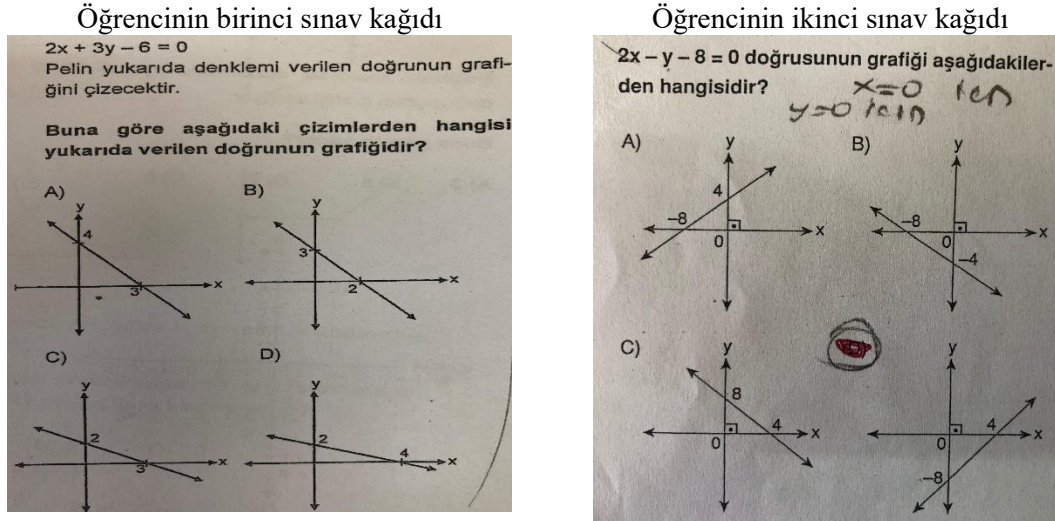 Öğrencinin birinci sınav kağıdı
2x + 3y – 6 = 0
Pelin yukarıda denklemi verilen doğrunun grafi-
ğini çizecektir.
Buna göre aşağıdaki çizimlerden hangisi
yukarıda verilen doğrunun grafiğidir?
A)
y
4
3
x
B)
y
3
2
x
C)
y
2
3
x
D)
y
2
4
x
Öğrencinin ikinci sınav kağıdı
2x – y – 8 = 0 doğrusunun grafiği aşağıdakiler-
den hangisidir?
x=0 için
y=0 için
A)
y
4
–8
0
x
B)
y
–8
0
–4
x
C)
y
8
4
0
x
y
4
0
–8
x